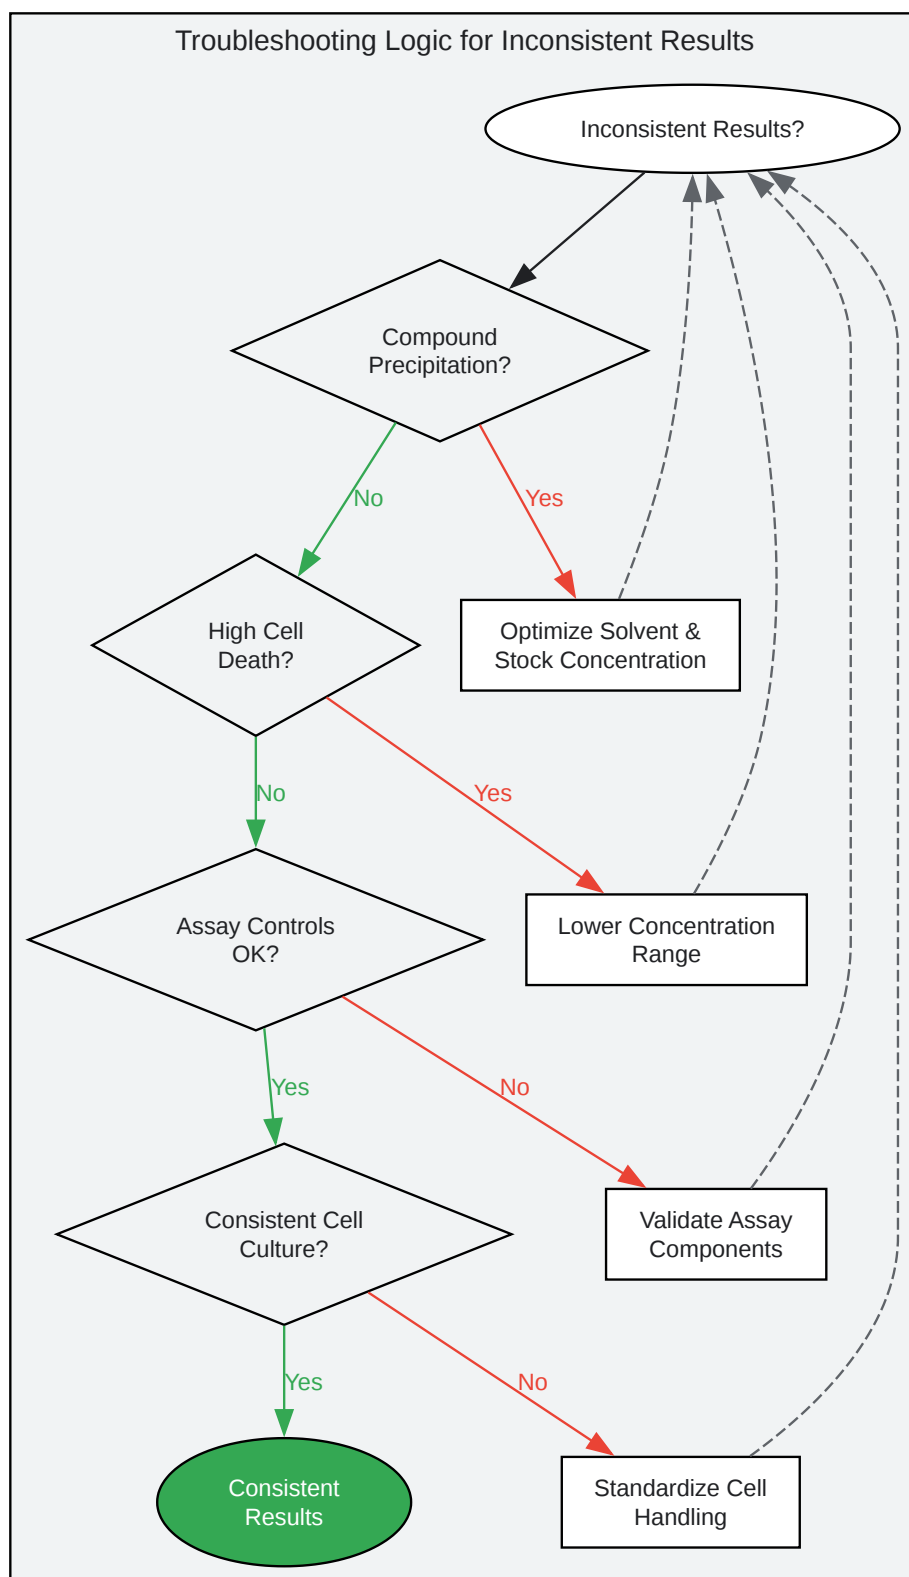 Troubleshooting Logic for Inconsistent Results
Inconsistent Results?
Compound
Precipitation?
No
Yes
High Cell
Death?
Optimize Solvent &
Stock Concentration
No
Yes
Assay Controls
OK?
Lower Concentration
Range
Yes
No
Consistent Cell
Culture?
Validate Assay
Components
Yes
No
Consistent
Results
Standardize Cell
Handling